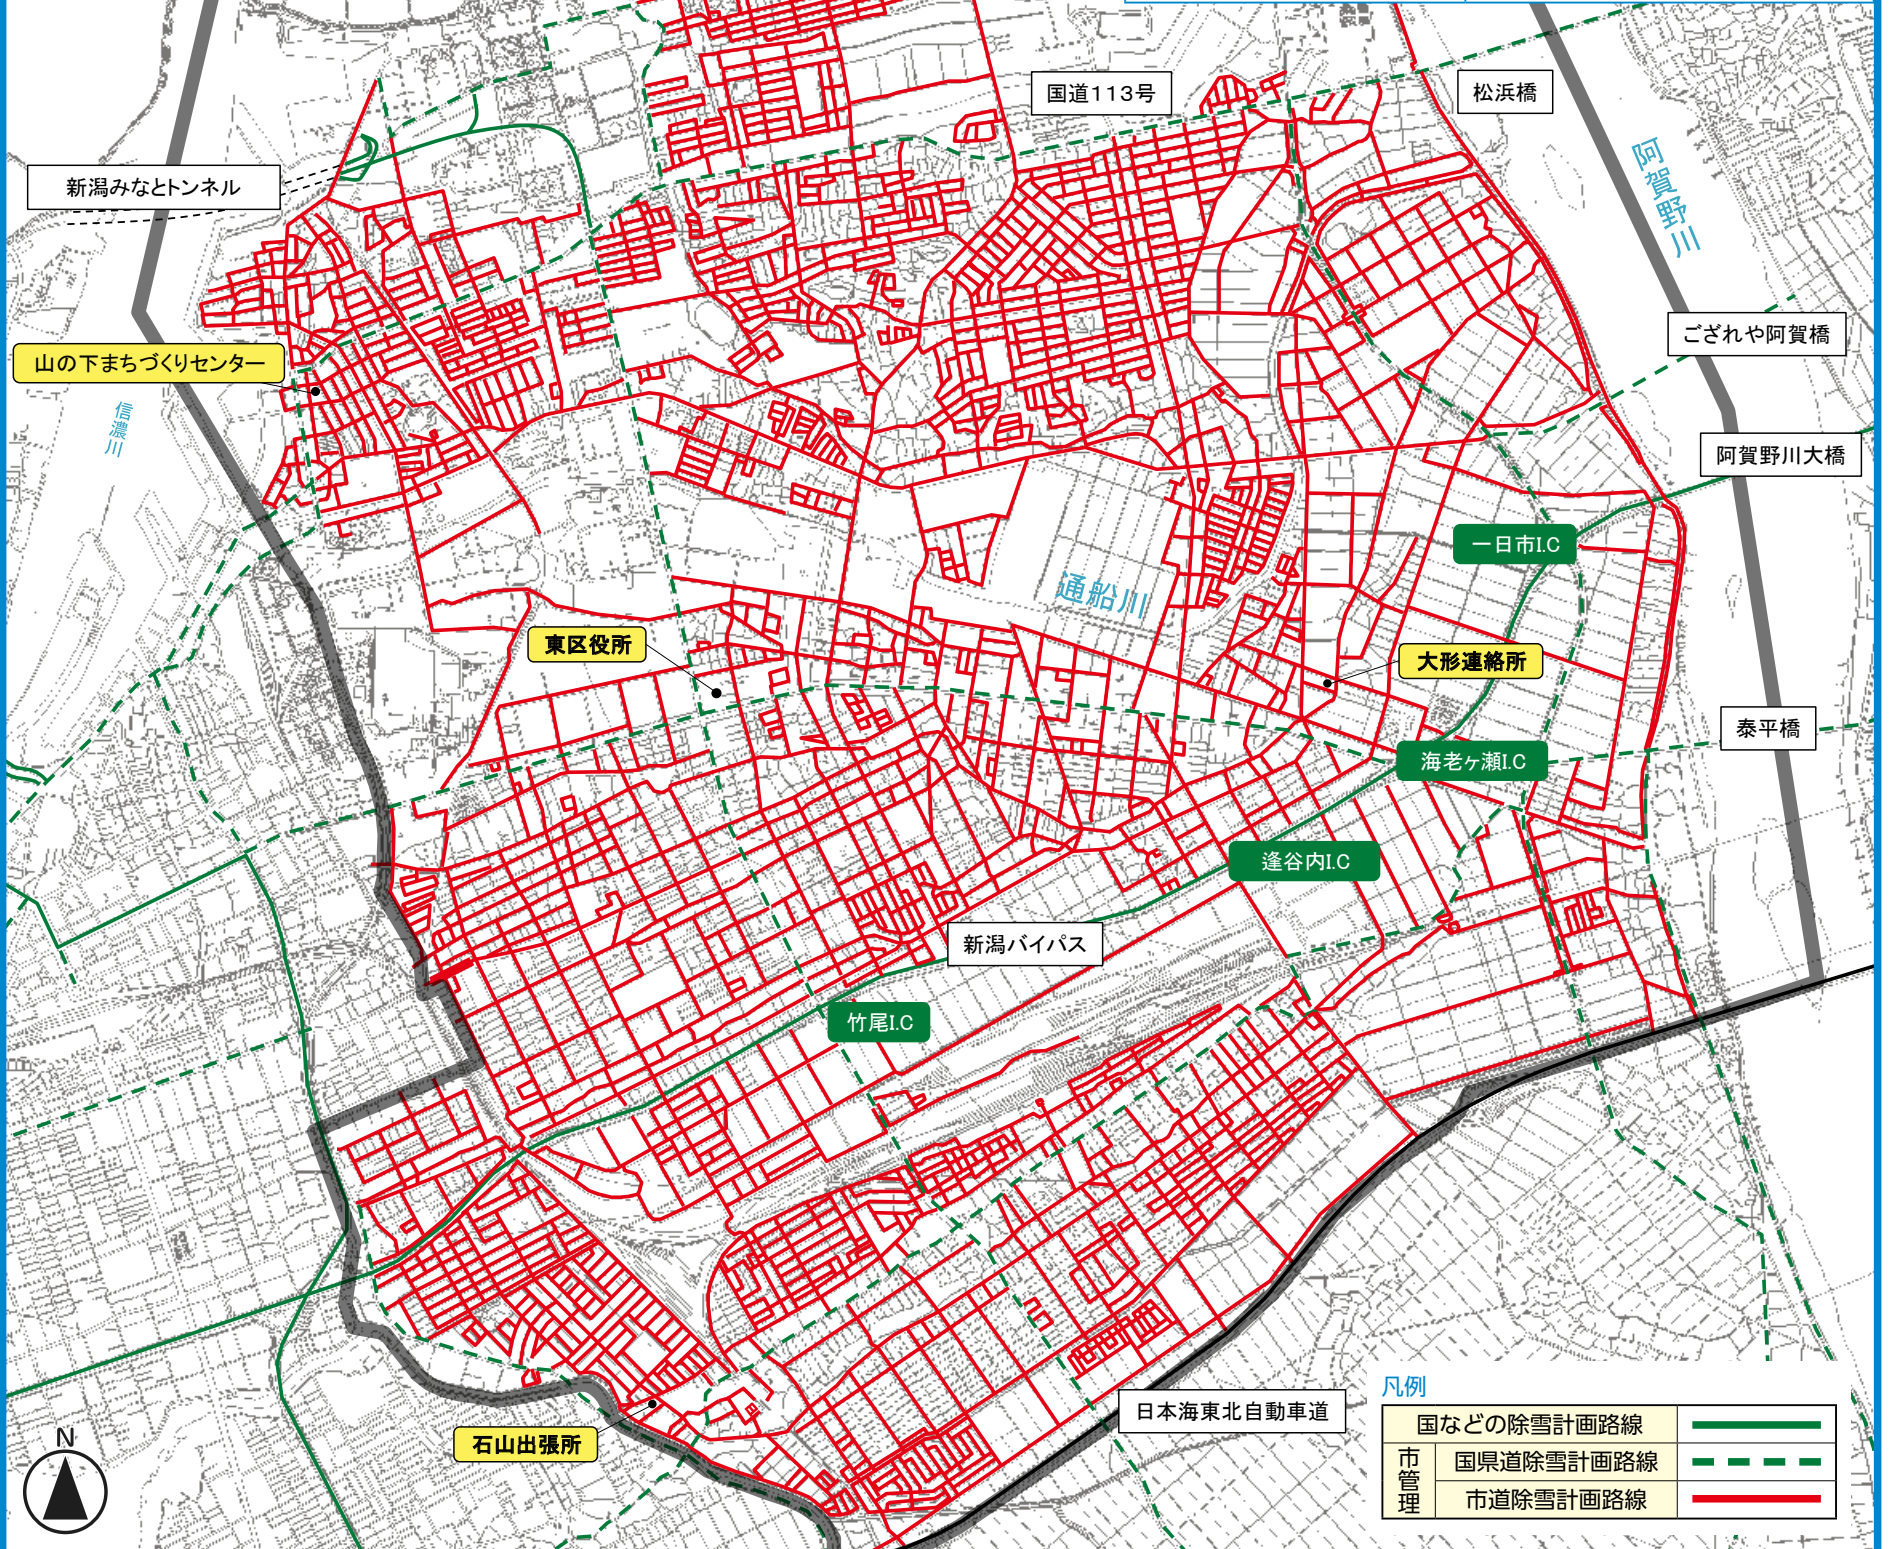 国道113号
松浜橋
新潟みなとトンネル
阿賀野川
ござれや阿賀橋
山の下まちづくりセンター
信濃川
阿賀野川大橋
一日市I.C
通船川
東区役所
大形連絡所
泰平橋
海老ヶ瀬I.C
逢谷内I.C
新潟バイパス
竹尾I.C
日本海東北自動車道
石山出張所
N
凡例
国などの除雪計画路線
市管理
国県道除雪計画路線
市道除雪計画路線